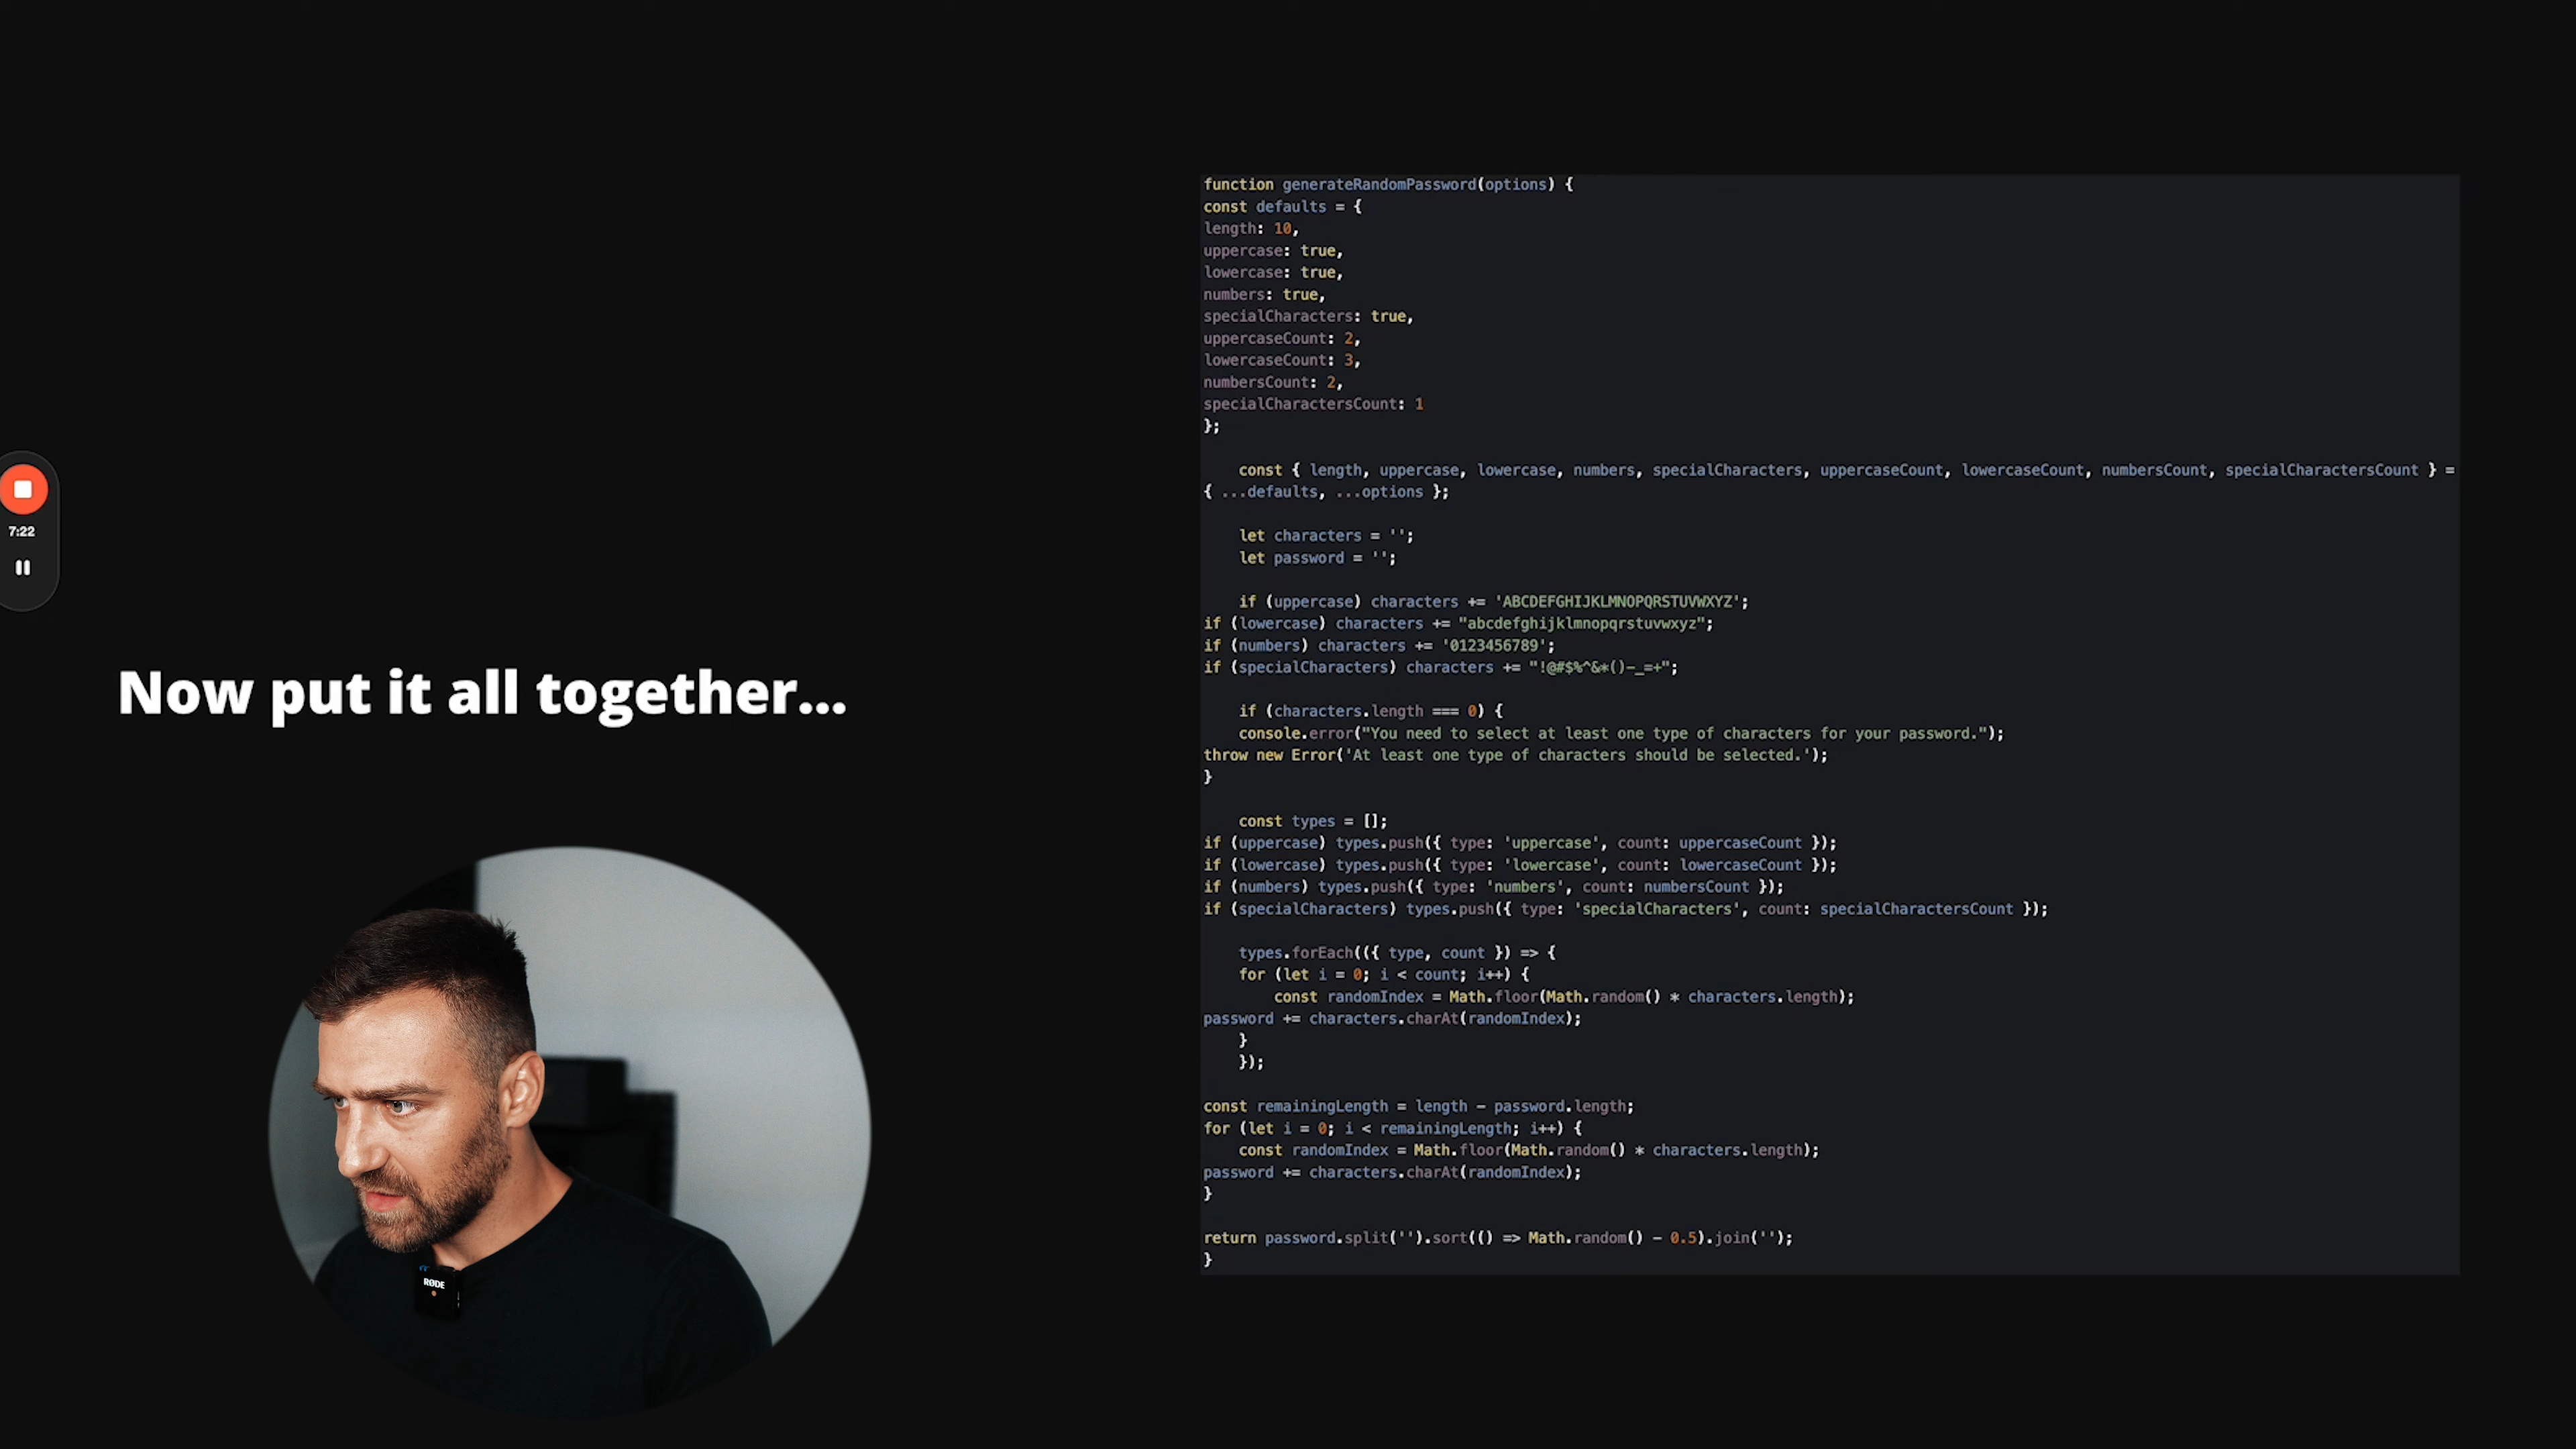 function generateRandomPassword(options) {
const defaults = {
length: 10,
uppercase: true,
lowercase: true,
numbers: true,
specialCharacters: true,
uppercaseCount: 2,
lowercaseCount: 3,
numbersCount: 2,
specialCharactersCount: 1
};
const { length, uppercase, lowercase, numbers, specialCharacters, uppercaseCount, lowercaseCount, numbersCount, specialCharactersCount } =
{ ...defaults, ...options };
let characters = '';
let password = '';
if (uppercase) characters += 'ABCDEFGHIJKLMNOPQRSTUVWXYZ';
if (lowercase) characters += "abcdefghijklmnopqrstuvwxyz";
if (numbers) characters += '0123456789';
if (specialCharacters) characters += "!@#$%^&*()-_=+";
if (characters.length === 0) {
console.error("You need to select at least one type of characters for your password.");
throw new Error('At least one type of characters should be selected.');
}
const types = [];
if (uppercase) types.push({ type: 'uppercase', count: uppercaseCount });
if (lowercase) types.push({ type: 'lowercase', count: lowercaseCount });
if (numbers) types.push({ type: 'numbers', count: numbersCount });
if (specialCharacters) types.push({ type: 'specialCharacters', count: specialCharactersCount });
types.forEach(({ type, count }) => {
for (let i = 0; i < count; i++) {
const randomIndex = Math.floor(Math.random() * characters.length);
password += characters.charAt(randomIndex);
}
});
const remainingLength = length - password.length;
for (let i = 0; i < remainingLength; i++) {
const randomIndex = Math.floor(Math.random() * characters.length);
password += characters.charAt(randomIndex);
}
return password.split('').sort(() => Math.random() - 0.5).join('');
}
7:22
Now put it all together...
RØDE